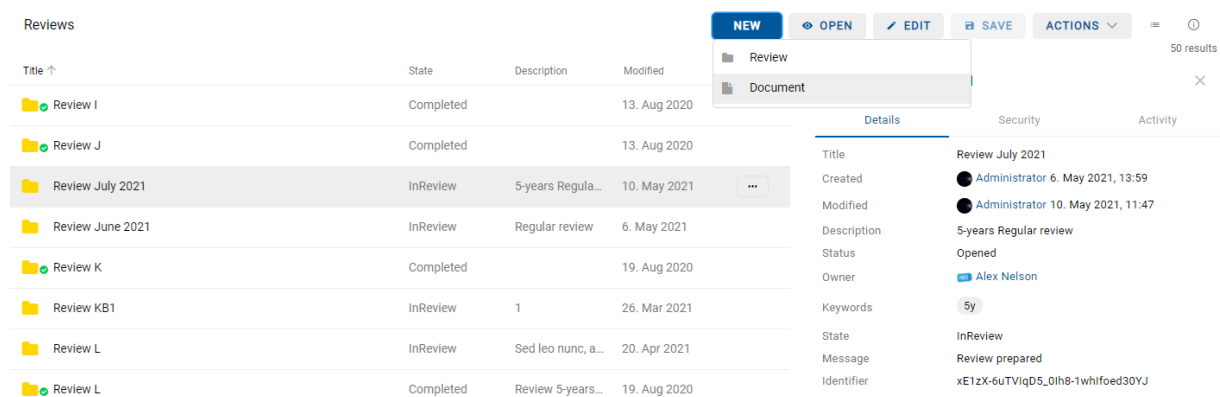 Reviews
NEW OPEN EDIT SAVE ACTIONS
50 results
Review
Document
Title State Description Modified
Review I Completed 13. Aug 2020
Review J Completed 13. Aug 2020
Review July 2021 InReview 5-years Regula... 10. May 2021 ...
Review June 2021 InReview Regular review 6. May 2021
Review K Completed 19. Aug 2020
Review KB1 InReview 1 26. Mar 2021
Review L InReview Sed leo nunc, a... 20. Apr 2021
Review L Completed Review 5-years... 19. Aug 2020
Details Security Activity
Title Review July 2021
Created Administrator 6. May 2021, 13:59
Modified Administrator 10. May 2021, 11:47
Description 5-years Regular review
Status Opened
Owner Alex Nelson
Keywords 5y
State InReview
Message Review prepared
Identifier xE1zX-6uTVIqD5_0Ih8-1whIfoed30YJ